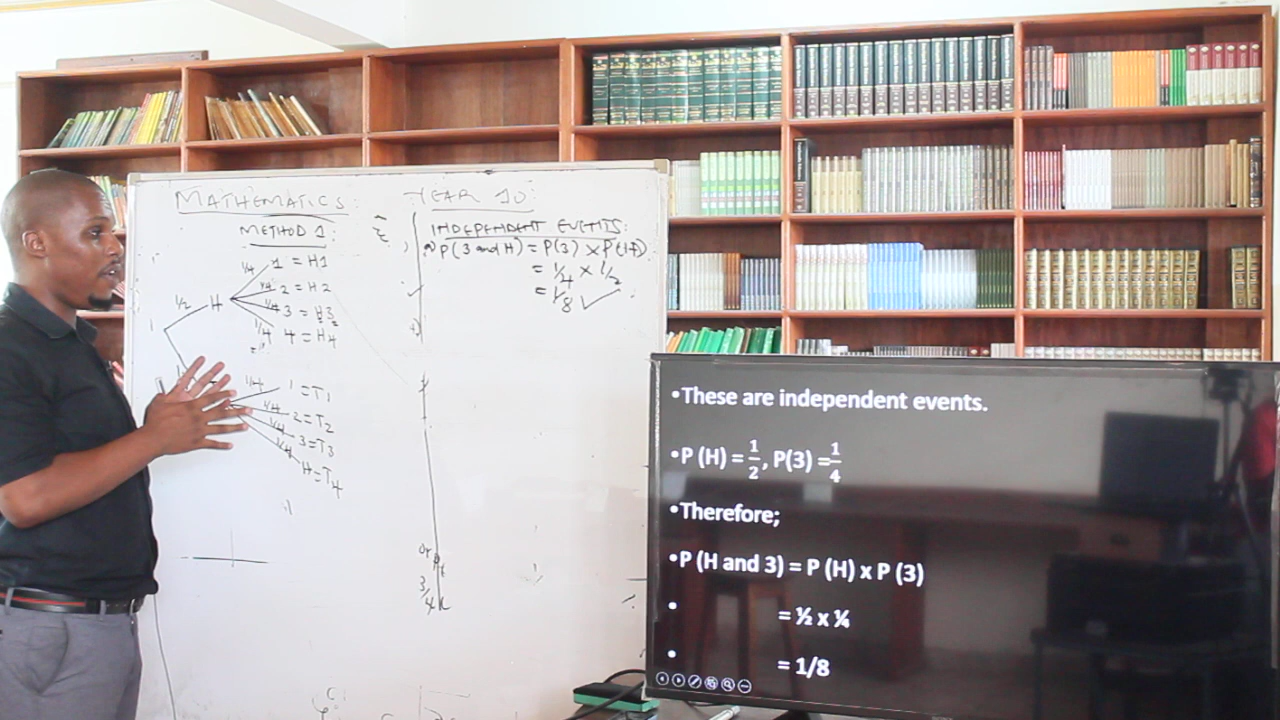 MATHEMATICS:
YEAR 10:
METHOD 1:
1/2
H
1/4 1 = H1
1/4 2 = H2
1/4 3 = H3
1/4 4 = H4
1/4 1 = T1
1/4 2 = T2
1/4 3 = T3
1/4 4 = T4
INDEPENDENT EVENTS:
P(3 and H) = P(3) × P(H).
= 1/4 × 1/2
= 1/8 ✓
or
3/4
•These are independent events.
•P (H) = 1/2, P(3) = 1/4
•Therefore;
•P (H and 3) = P (H) x P (3)
• = ½ x ¼
• = 1/8